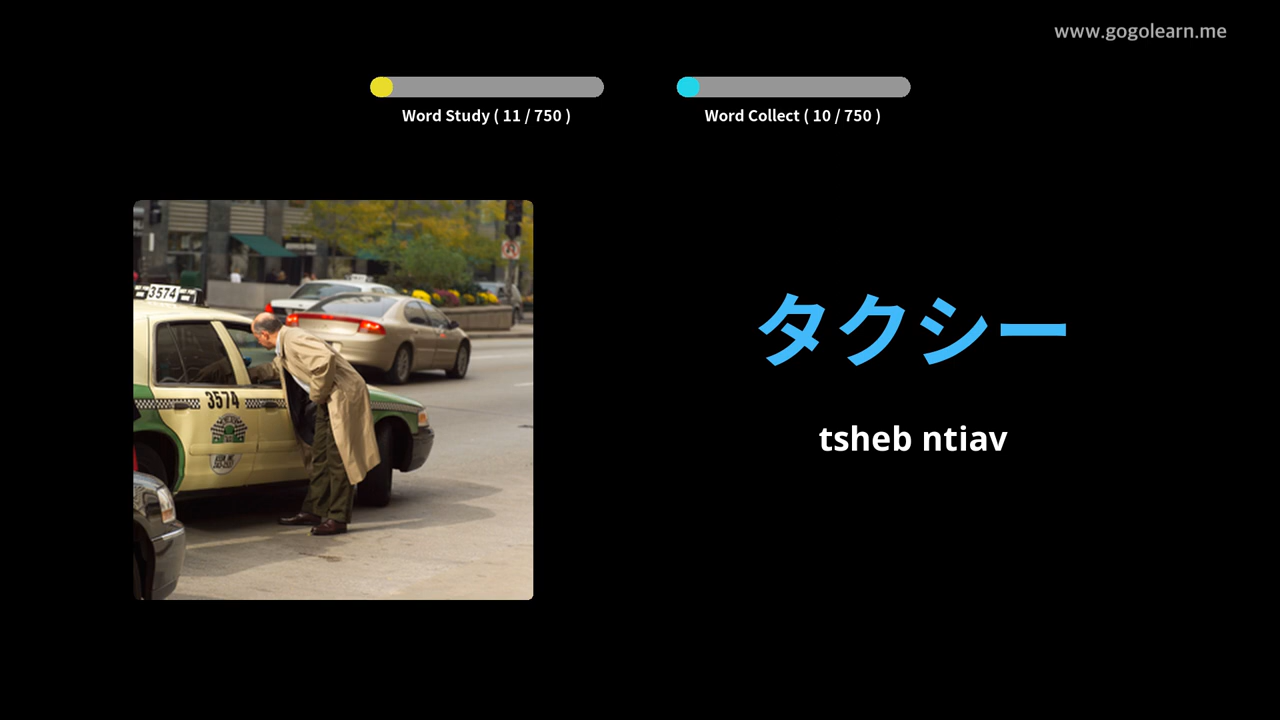 www.gogolearn.me
Word Study ( 11 / 750 )
Word Collect ( 10 / 750 )
3574
3574
タクシー
tsheb ntiav